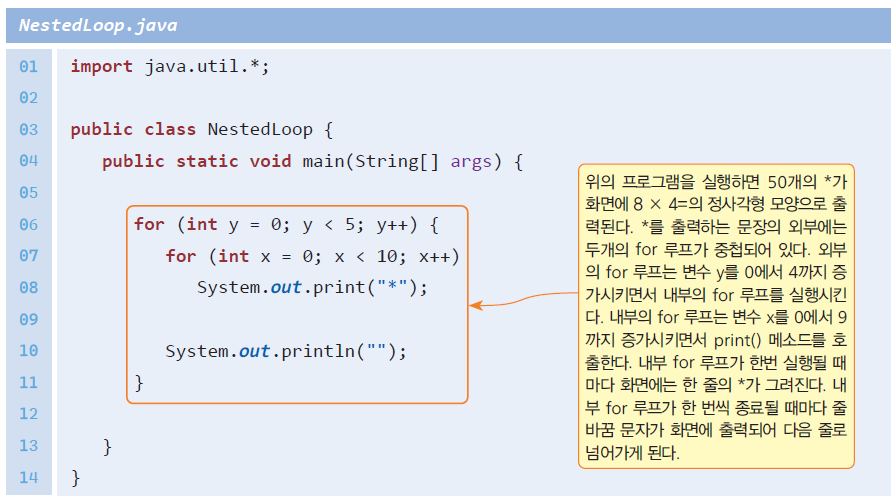 NestedLoop.java
01 import java.util.*;
02
03 public class NestedLoop {
04 public static void main(String[] args) {
05
06 for (int y = 0; y < 5; y++) {
07 for (int x = 0; x < 10; x++)
08 System.out.print("*");
09
10 System.out.println("");
11 }
12
13 }
14 }
위의 프로그램을 실행하면 50개의 *가
화면에 8 × 4=의 정사각형 모양으로 출
력된다. *를 출력하는 문장의 외부에는
두개의 for 루프가 중첩되어 있다. 외부
의 for 루프는 변수 y를 0에서 4까지 증
가시키면서 내부의 for 루프를 실행시킨
다. 내부의 for 루프는 변수 x를 0에서 9
까지 증가시키면서 print() 메소드를 호
출한다. 내부 for 루프가 한번 실행될 때
마다 화면에는 한 줄의 *가 그려진다. 내
부 for 루프가 한 번씩 종료될 때마다 줄
바꿈 문자가 화면에 출력되어 다음 줄로
넘어가게 된다.